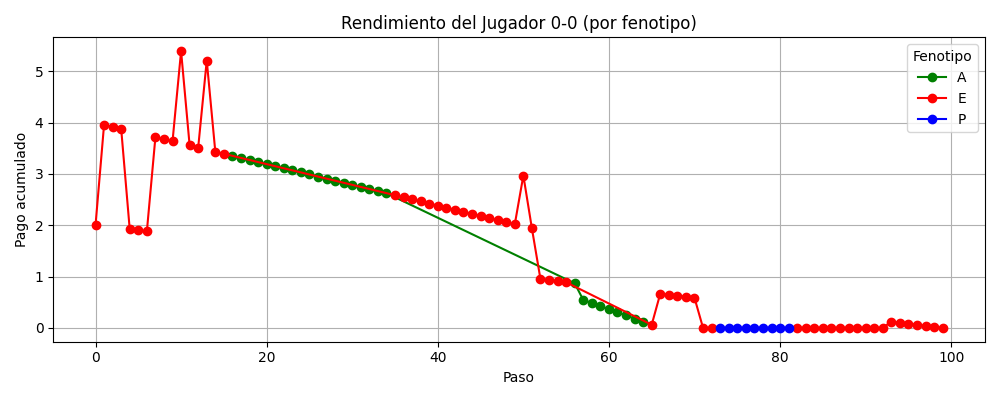 Rendimiento del Jugador 0-0 (por fenotipo)
Pago acumulado
5
4
3
2
1
0
Fenotipo
A
E
P
0 20 40 60 80 100
Paso